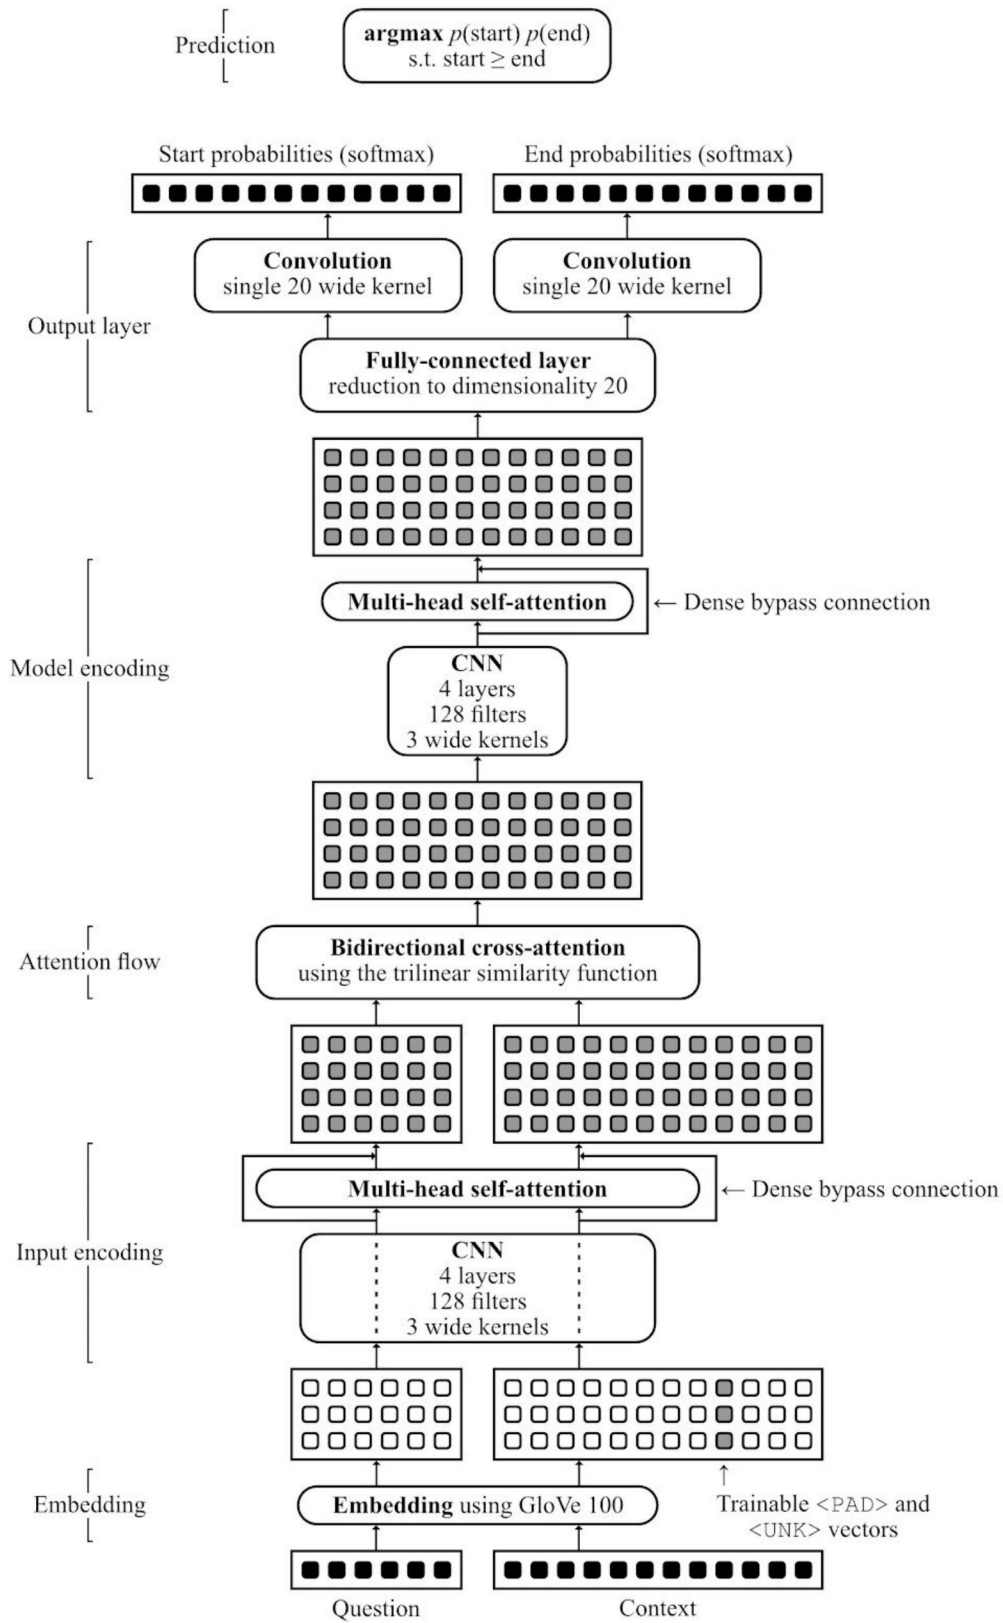 Prediction
argmax p(start) p(end)
s.t. start ≥ end
Start probabilities (softmax)
End probabilities (softmax)
Output layer
Convolution
single 20 wide kernel
Convolution
single 20 wide kernel
Fully-connected layer
reduction to dimensionality 20
Model encoding
Multi-head self-attention
← Dense bypass connection
CNN
4 layers
128 filters
3 wide kernels
Attention flow
Bidirectional cross-attention
using the trilinear similarity function
Input encoding
Multi-head self-attention
← Dense bypass connection
CNN
4 layers
128 filters
3 wide kernels
Embedding
Embedding using GloVe 100
↑
Trainable <PAD> and
<UNK> vectors
Question
Context